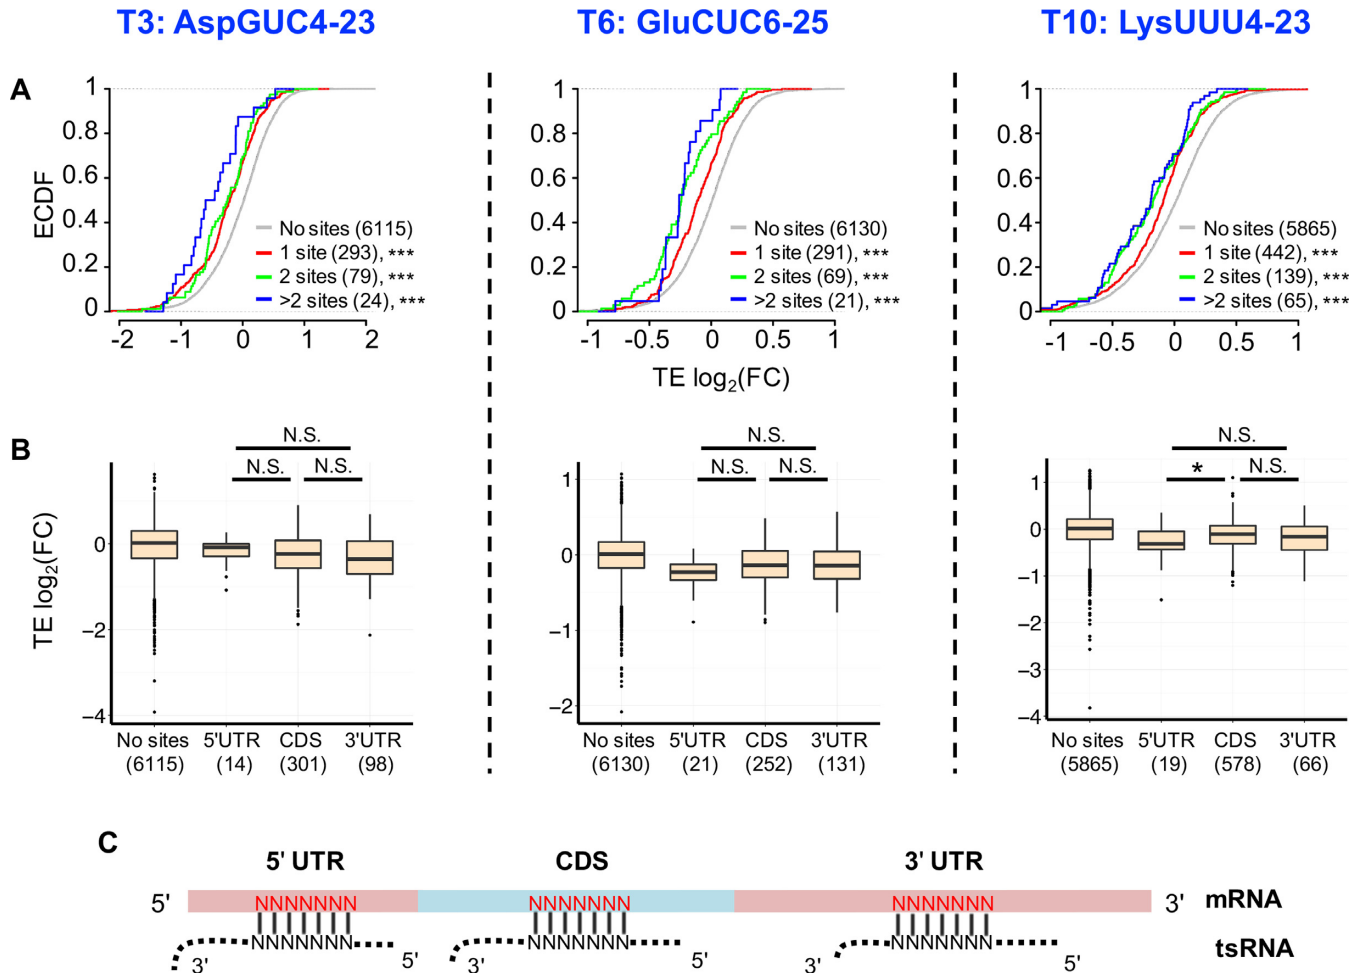 T3: AspGUC4-23
T6: GluCUC6-25
T10: LysUUU4-23
A
ECDF
1
0.8
0.6
0.4
0.2
0
No sites (6115)
1 site (293), ***
2 sites (79), ***
>2 sites (24), ***
-2 -1 0 1 2
1
0.8
0.6
0.4
0.2
0
No sites (6130)
1 site (291), ***
2 sites (69), ***
>2 sites (21), ***
-1 -0.5 0 0.5 1
TE log2(FC)
1
0.8
0.6
0.4
0.2
0
No sites (5865)
1 site (442), ***
2 sites (139), ***
>2 sites (65), ***
-1 -0.5 0 0.5 1
B
TE log2(FC)
N.S.
N.S. N.S.
0
−2
−4
No sites 5'UTR CDS 3'UTR
(6115) (14) (301) (98)
N.S.
N.S. N.S.
1
0
−1
−2
No sites 5'UTR CDS 3'UTR
(6130) (21) (252) (131)
N.S.
* N.S.
1
0
−1
−2
−3
−4
No sites 5'UTR CDS 3'UTR
(5865) (19) (578) (66)
C
5' UTR CDS 3' UTR
5' NNNNNNN NNNNNNN NNNNNNN 3' mRNA
NNNNNNN NNNNNNN NNNNNNN tsRNA
3' 5' 3' 5' 3' 5'